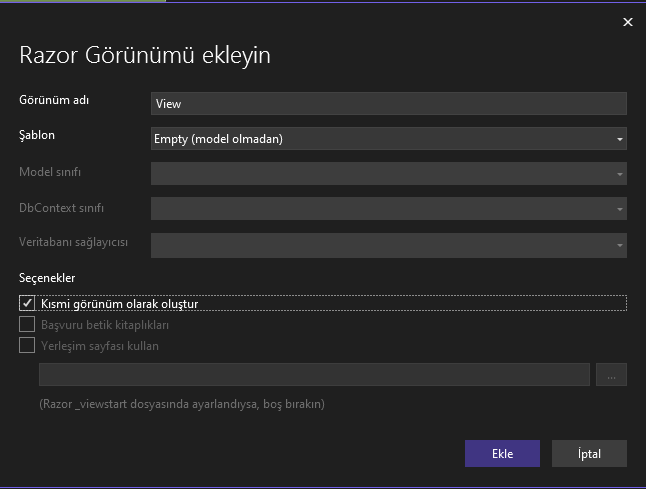 Razor Görünümü ekleyin
Görünüm adı
View
Şablon
Empty (model olmadan)
Model sınıfı
DbContext sınıfı
Veritabanı sağlayıcısı
Seçenekler
Kısmi görünüm olarak oluştur
Başvuru betik kitaplıkları
Yerleşim sayfası kullan
...
(Razor _viewstart dosyasında ayarlandıysa, boş bırakın)
Ekle
İptal